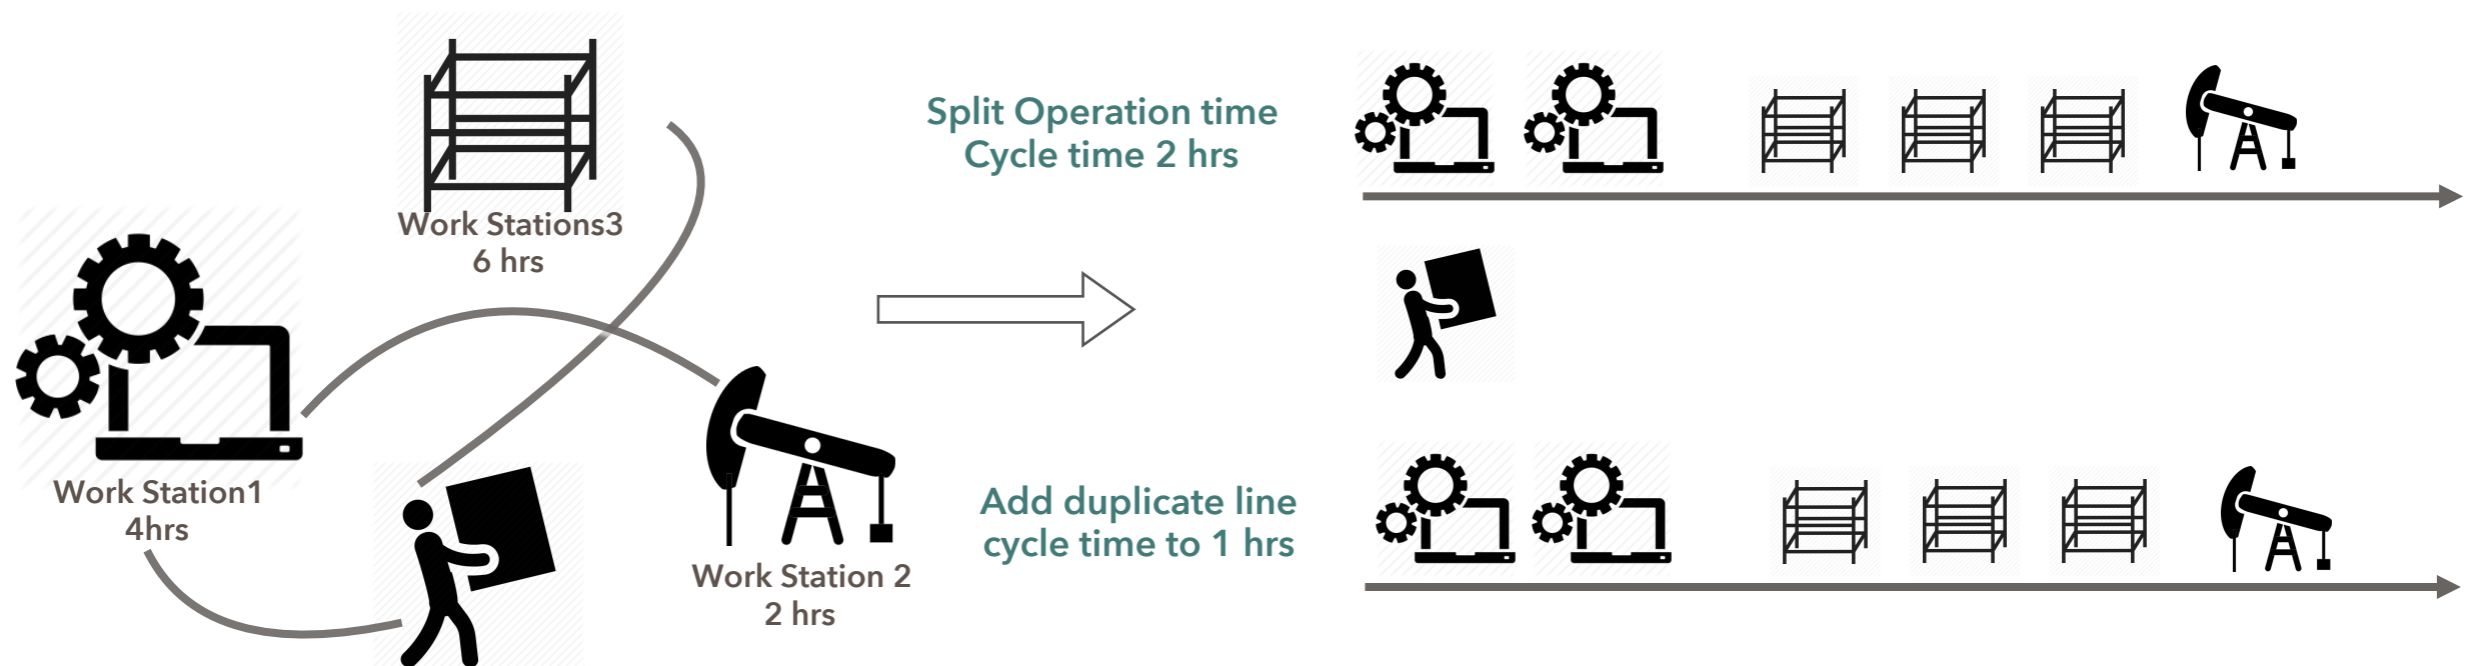 Work Stations3
6 hrs
Work Station1
4hrs
Work Station 2
2 hrs
Split Operation time
Cycle time 2 hrs
Add duplicate line
cycle time to 1 hrs